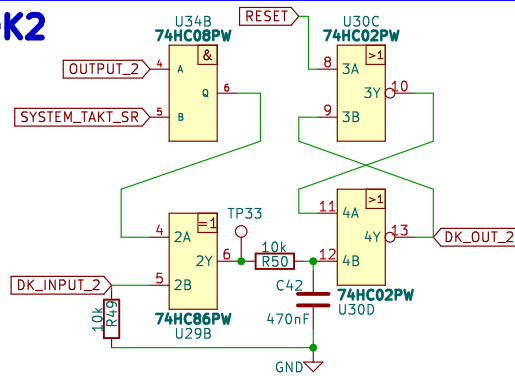 K2
U34B
74HC08PW
&
OUTPUT_2
4
A
Q
6
SYSTEM_TAKT_SR
5
B
RESET
U30C
74HC02PW
>1
8
3A
3Y
10
9
3B
TP33
=1
4
2A
2Y
6
10k
R50
DK_INPUT_2
5
2B
74HC86PW
U29B
10k
R49
>1
11
4A
4Y
13
DK_OUT_2
12
4B
74HC02PW
U30D
C42
470nF
GND